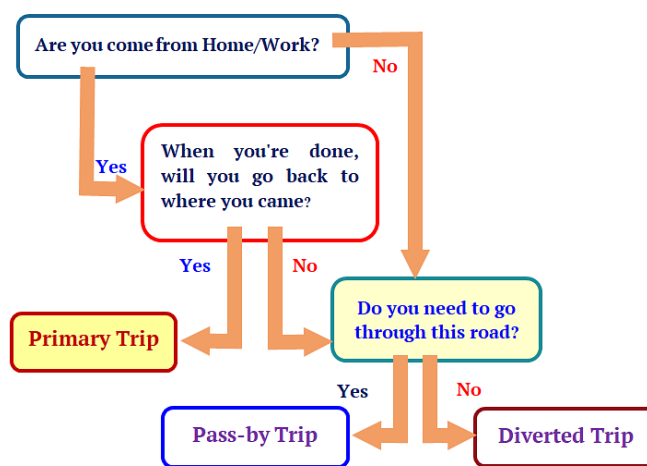 Are you come from Home/Work?
No
Yes
When you're done,
will you go back to
where you came?
Yes
No
Primary Trip
Do you need to go
through this road?
Yes
No
Pass-by Trip
Diverted Trip